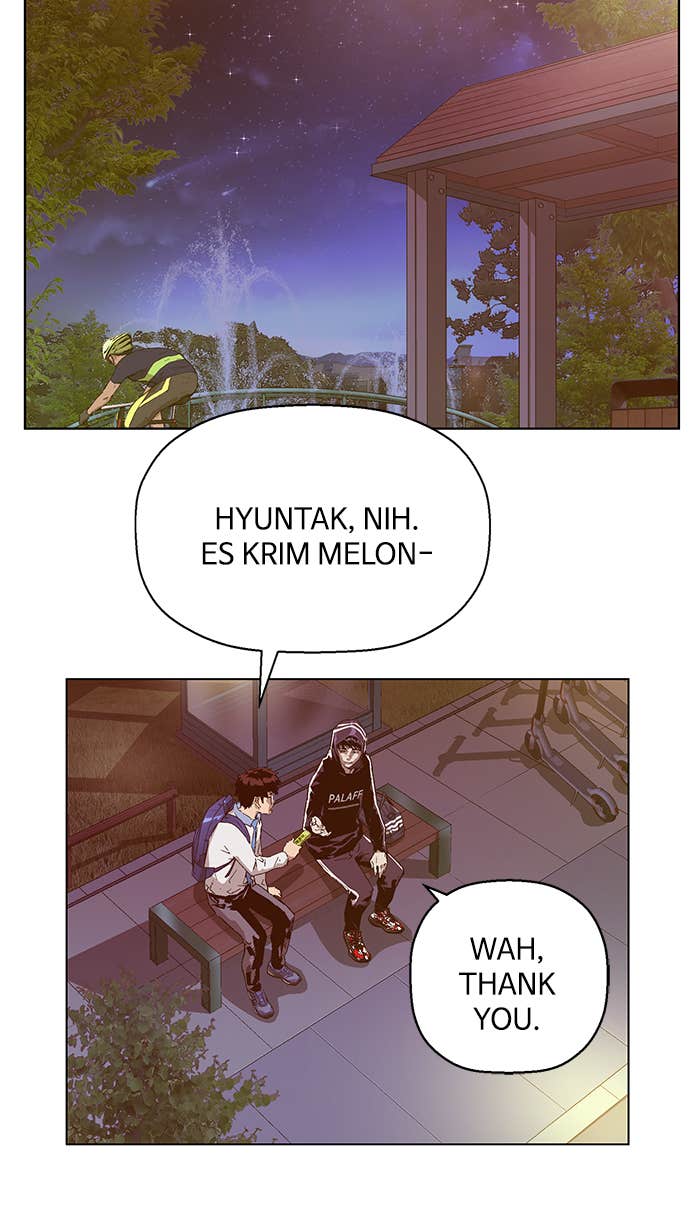 HYUNTAK, NIH.
ES KRIM MELON-
PALAFF
WAH,
THANK
YOU.